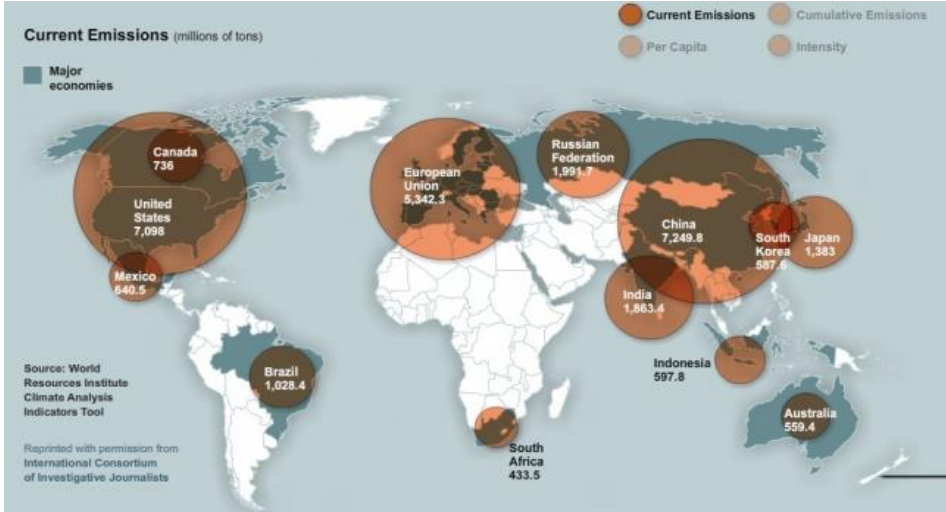 Current Emissions (millions of tons)
Major
economies
Current Emissions
Cumulative Emissions
Per Capita
Intensity
Canada
736
United
States
7,098
Mexico
640.5
Brazil
1,028.4
European
Union
5,342.3
Russian
Federation
1,991.7
China
7,249.8
South
Korea
587.6
Japan
1,383
India
1,863.4
Indonesia
597.8
Australia
559.4
South
Africa
433.5
Source: World
Resources Institute
Climate Analysis
Indicators Tool
Reprinted with permission from
International Consortium
of Investigative Journalists